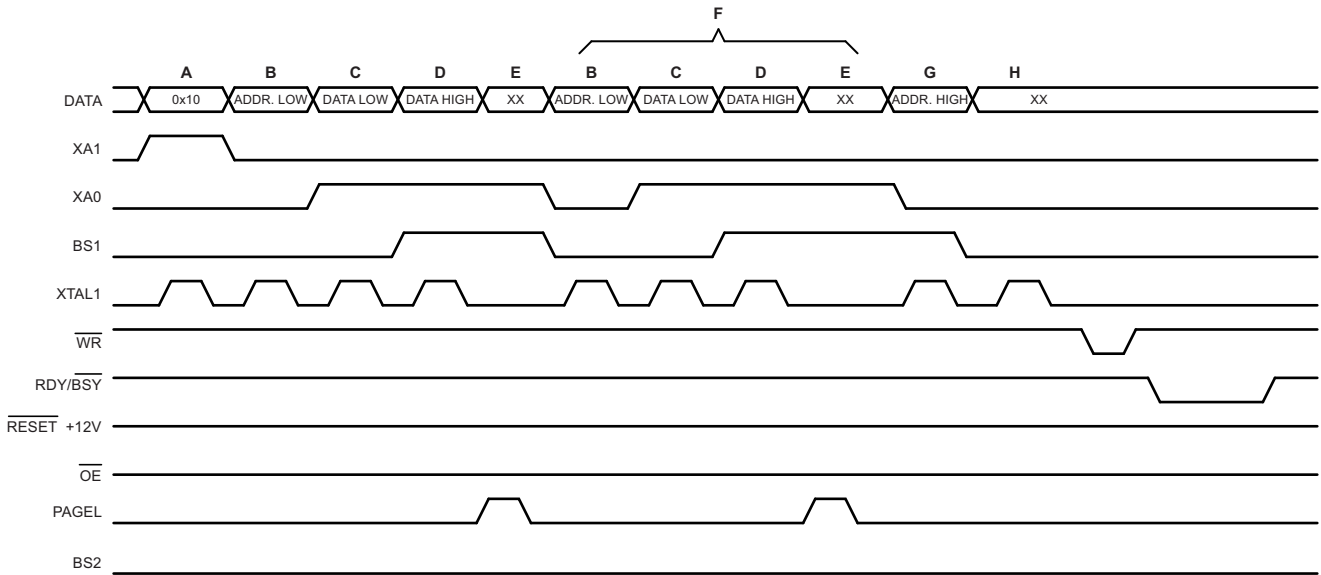 F
A B C D E B C D E G H
DATA 0x10 ADDR. LOW DATA LOW DATA HIGH XX ADDR. LOW DATA LOW DATA HIGH XX ADDR. HIGH XX
XA1
XA0
BS1
XTAL1
WR
RDY/BSY
RESET +12V
OE
PAGEL
BS2